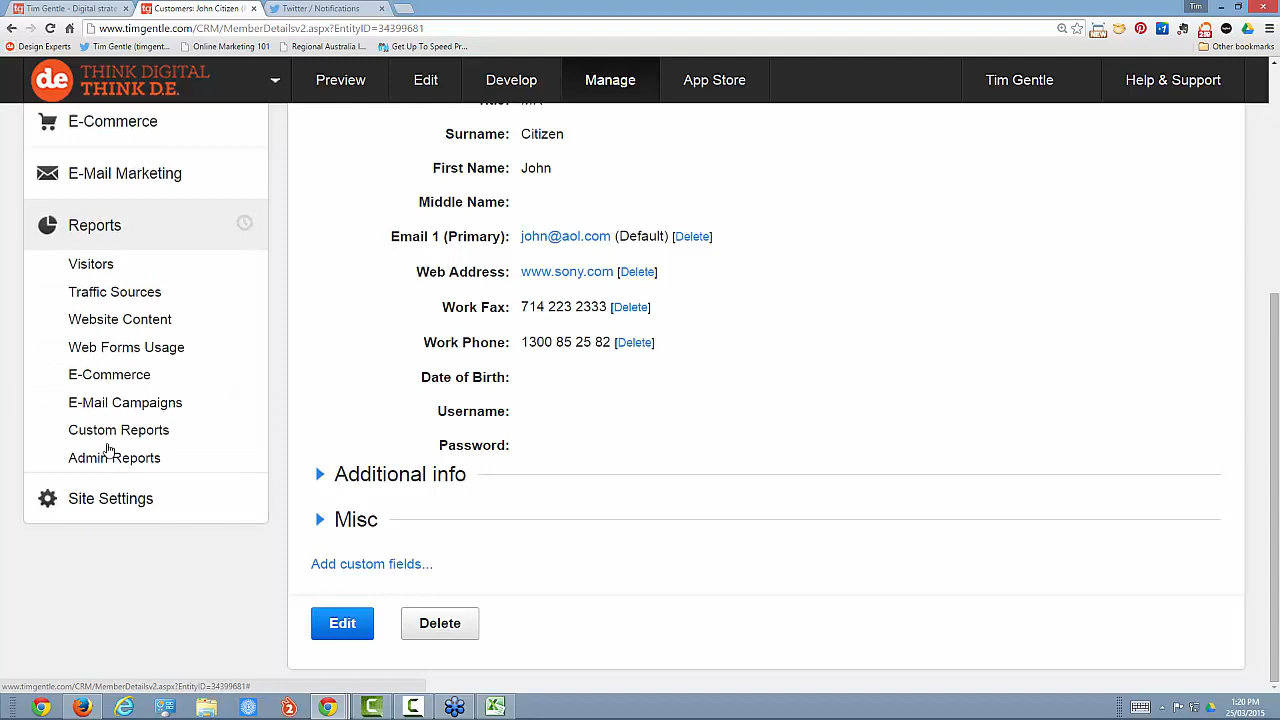 Tim Gentle - Digital strate
Customers: John Citizen (
Twitter / Notifications
Tim
www.timgentle.com/CRM/MemberDetailsv2.aspx?EntityID=34399681
Design Experts
Tim Gentle (timgent...
Online Marketing 101
Regional Australia I...
Get Up To Speed Pr...
Other bookmarks
THINK DIGITAL
THINK D.E.
de
Preview
Edit
Develop
Manage
App Store
Tim Gentle
Help & Support
E-Commerce
E-Mail Marketing
Reports
Visitors
Traffic Sources
Website Content
Web Forms Usage
E-Commerce
E-Mail Campaigns
Custom Reports
Admin Reports
Site Settings
Surname: Citizen
First Name: John
Middle Name:
Email 1 (Primary): john@aol.com (Default) [Delete]
Web Address: www.sony.com [Delete]
Work Fax: 714 223 2333 [Delete]
Work Phone: 1300 85 25 82 [Delete]
Date of Birth:
Username:
Password:
Additional info
Misc
Add custom fields...
Edit
Delete
www.timgentle.com/CRM/MemberDetailsv2.aspx?EntityID=34399681#
1:20 PM
25/03/2015